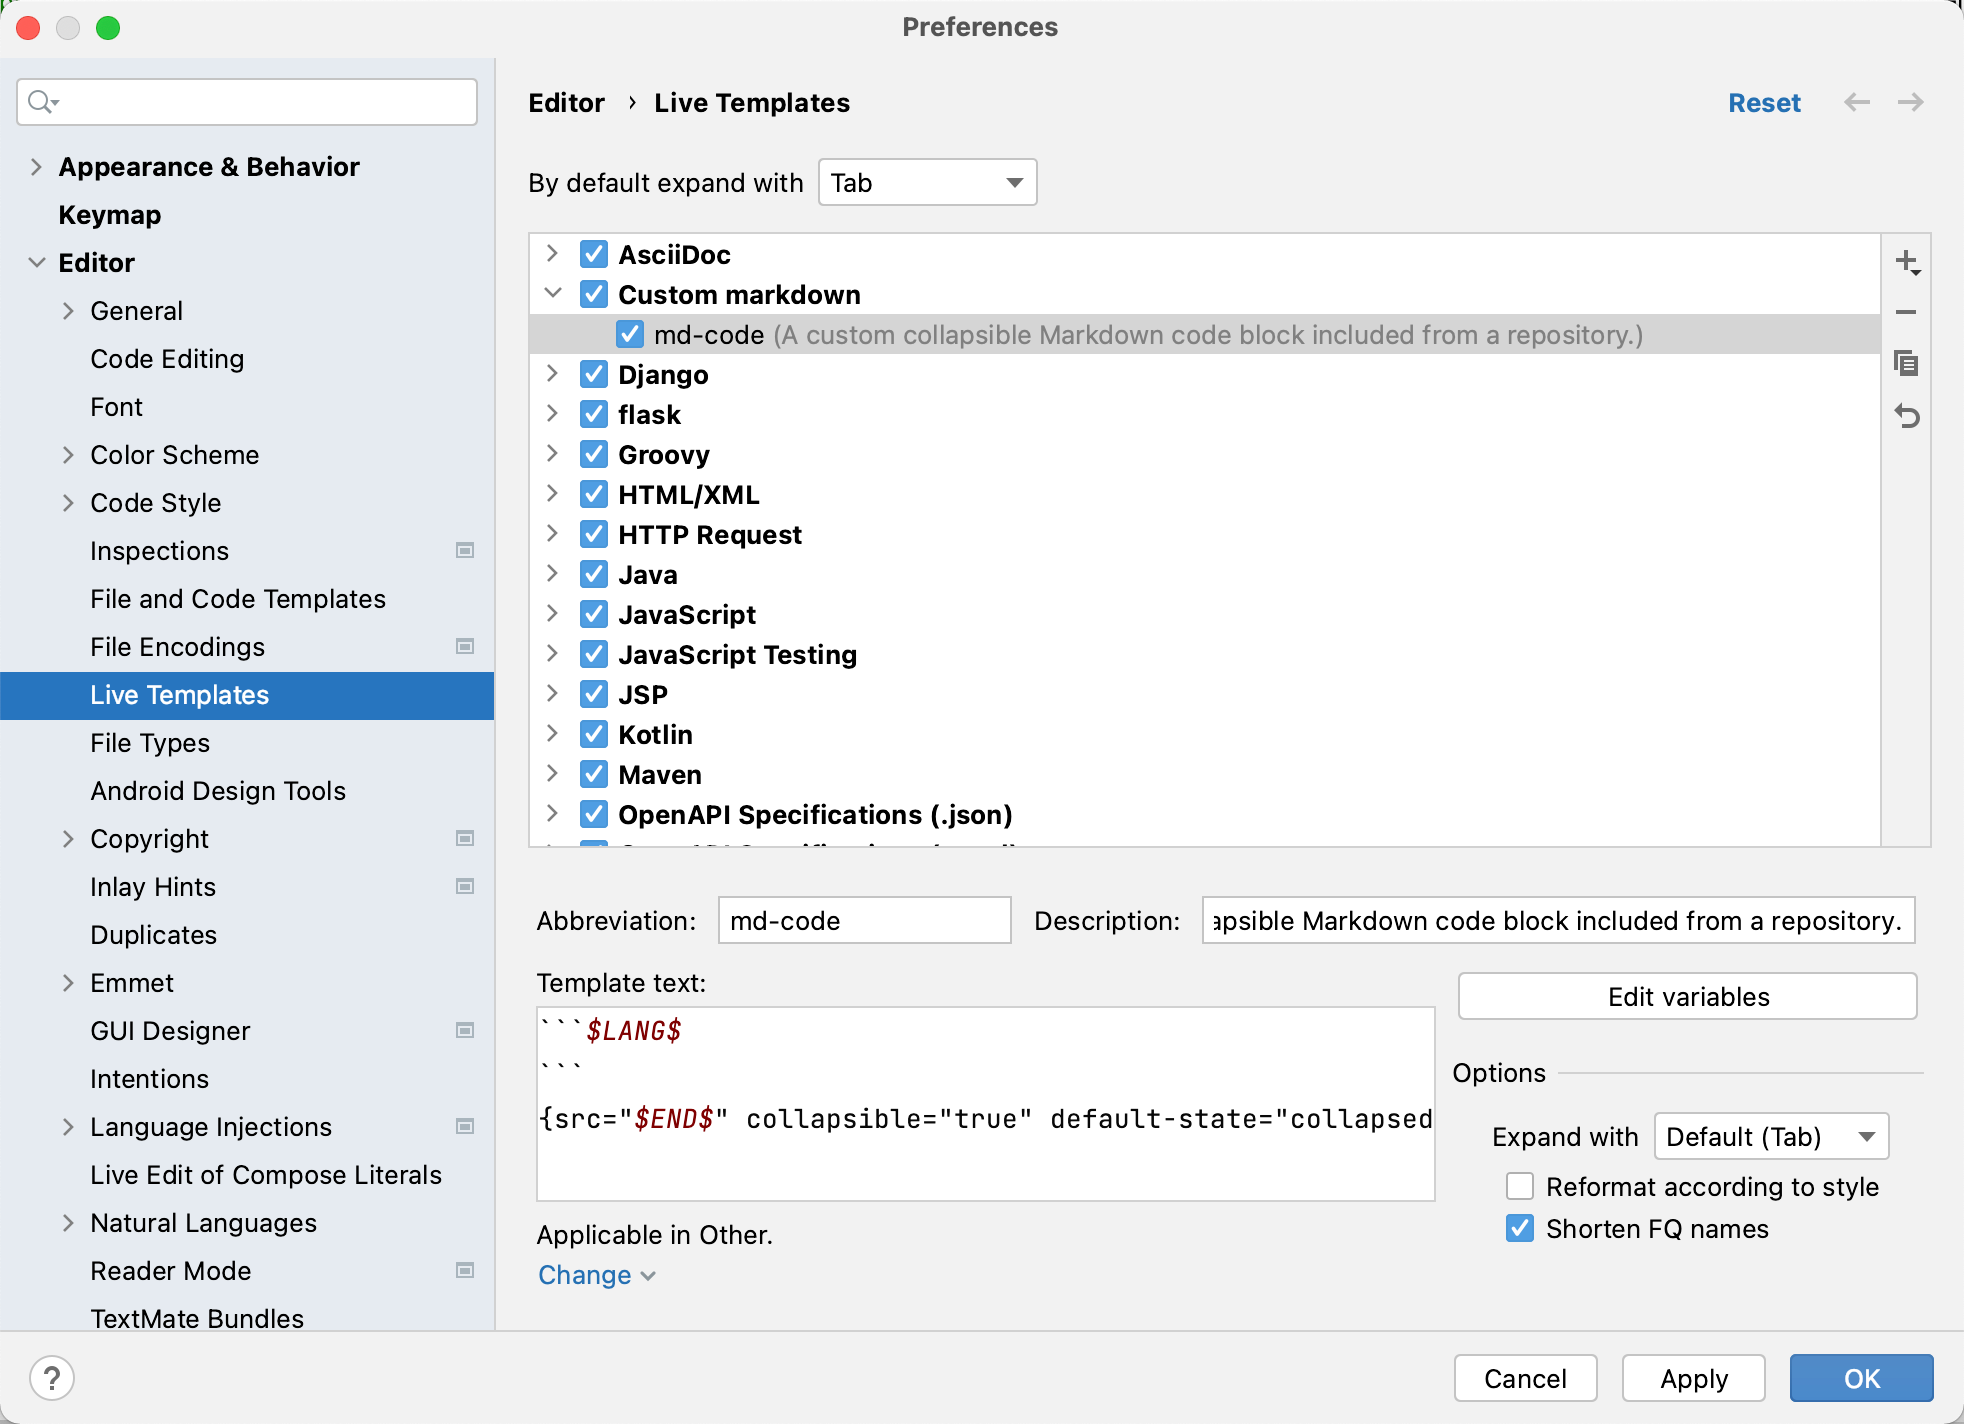 Preferences
Appearance & Behavior
Keymap
Editor
General
Code Editing
Font
Color Scheme
Code Style
Inspections
File and Code Templates
File Encodings
Live Templates
File Types
Android Design Tools
Copyright
Inlay Hints
Duplicates
Emmet
GUI Designer
Intentions
Language Injections
Live Edit of Compose Literals
Natural Languages
Reader Mode
TextMate Bundles
Editor › Live Templates
Reset
By default expand with Tab
AsciiDoc
Custom markdown
md-code (A custom collapsible Markdown code block included from a repository.)
Django
flask
Groovy
HTML/XML
HTTP Request
Java
JavaScript
JavaScript Testing
JSP
Kotlin
Maven
OpenAPI Specifications (.json)
Abbreviation: md-code Description: apsible Markdown code block included from a repository.
Template text:
```$LANG$
```
{src="$END$" collapsible="true" default-state="collapsed
Edit variables
Options
Expand with Default (Tab)
Reformat according to style
Shorten FQ names
Applicable in Other.
Change
?
Cancel
Apply
OK